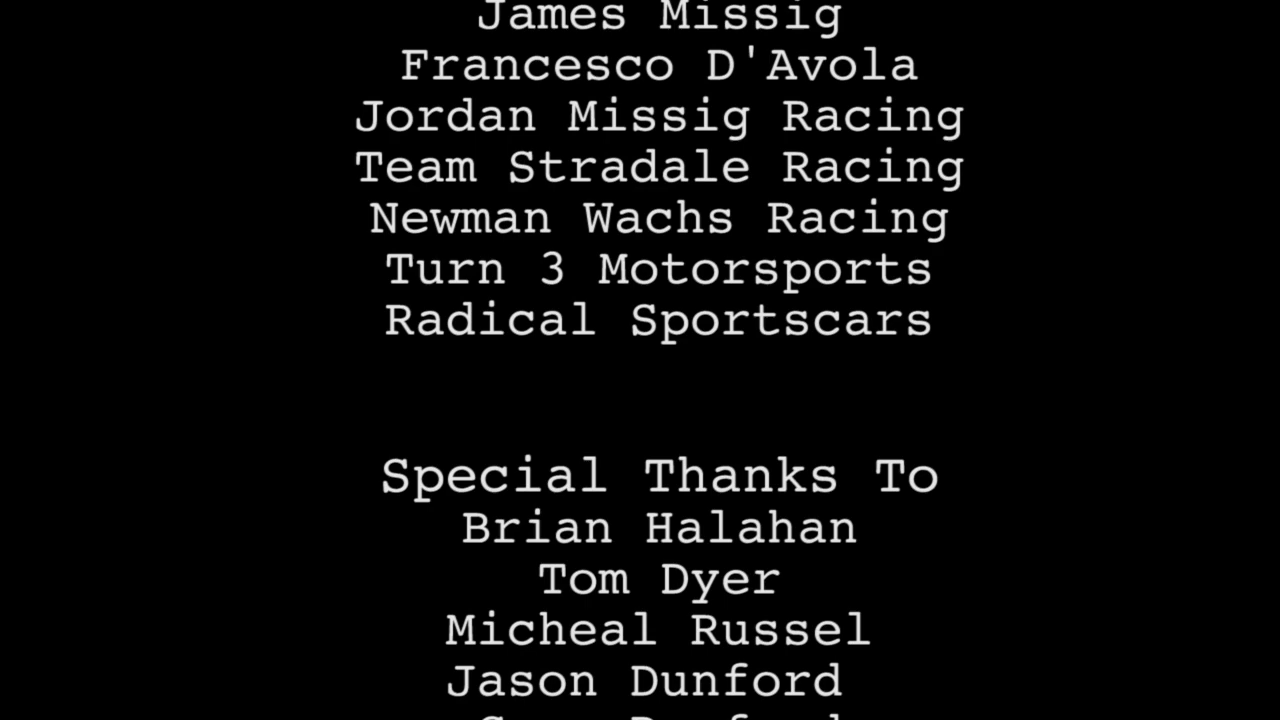 James Missig
Francesco D'Avola
Jordan Missig Racing
Team Stradale Racing
Newman Wachs Racing
Turn 3 Motorsports
Radical Sportscars
Special Thanks To
Brian Halahan
Tom Dyer
Micheal Russel
Jason Dunford